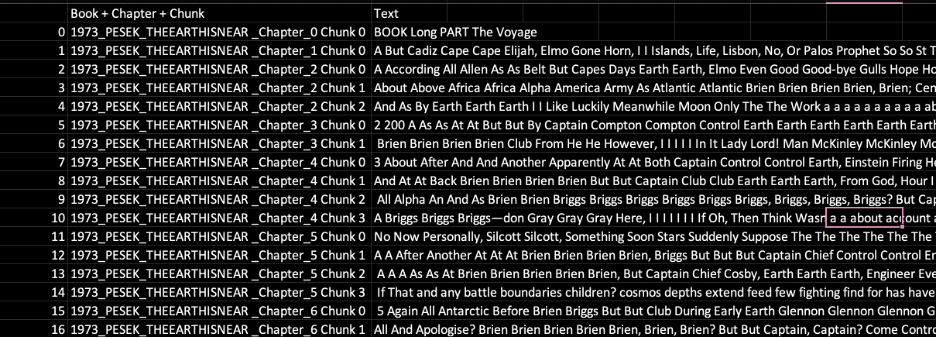 Book + Chapter + Chunk Text
0 1973_PESEK_THEEARTHISNEAR _Chapter_0 Chunk 0 BOOK Long PART The Voyage
1 1973_PESEK_THEEARTHISNEAR _Chapter_1 Chunk 0 A But Cadiz Cape Cape Elijah, Elmo Gone Horn, I I Islands, Life, Lisbon, No, Or Palos Prophet So So St T
2 1973_PESEK_THEEARTHISNEAR _Chapter_2 Chunk 0 A According All Allen As As Belt But Capes Days Earth Earth, Elmo Even Good Good-bye Gulls Hope Ho
3 1973_PESEK_THEEARTHISNEAR _Chapter_2 Chunk 1 About Above Africa Africa Alpha America Army As Atlantic Atlantic Brien Brien Brien Brien, Brien; Cen
4 1973_PESEK_THEEARTHISNEAR _Chapter_2 Chunk 2 And As By Earth Earth Earth I I Like Luckily Meanwhile Moon Only The The Work a a a a a a a a a a ab
5 1973_PESEK_THEEARTHISNEAR _Chapter_3 Chunk 0 2 200 A As As At At But But By Captain Compton Compton Control Earth Earth Earth Earth Earth Earth
6 1973_PESEK_THEEARTHISNEAR _Chapter_3 Chunk 1 Brien Brien Brien Brien Club From He He However, I I I I I In It Lady Lord! Man McKinley McKinley Mo
7 1973_PESEK_THEEARTHISNEAR _Chapter_4 Chunk 0 3 About After And And Another Apparently At At Both Captain Control Control Earth, Einstein Firing He
8 1973_PESEK_THEEARTHISNEAR _Chapter_4 Chunk 1 And At At Back Brien Brien Brien Brien But But Captain Club Club Earth Earth Earth, From God, Hour I
9 1973_PESEK_THEEARTHISNEAR _Chapter_4 Chunk 2 All Alpha An And As Brien Brien Briggs Briggs Briggs Briggs Briggs Briggs, Briggs, Briggs, Briggs? But Cap
10 1973_PESEK_THEEARTHISNEAR _Chapter_4 Chunk 3 A Briggs Briggs Briggs—don Gray Gray Gray Here, I I I I I I I If Oh, Then Think Wasn a a about account a
11 1973_PESEK_THEEARTHISNEAR _Chapter_5 Chunk 0 No Now Personally, Silcott Silcott, Something Soon Stars Suddenly Suppose The The The The The The
12 1973_PESEK_THEEARTHISNEAR _Chapter_5 Chunk 1 A A After Another At At At Brien Brien Brien, Briggs But But But Captain Chief Control Control En
13 1973_PESEK_THEEARTHISNEAR _Chapter_5 Chunk 2 A A A As As At Brien Brien Brien Brien Brien, But Captain Chief Cosby, Earth Earth Earth, Engineer Eve
14 1973_PESEK_THEEARTHISNEAR _Chapter_5 Chunk 3 If That and any battle boundaries children? cosmos depths extend feed few fighting find for has have
15 1973_PESEK_THEEARTHISNEAR _Chapter_6 Chunk 0 5 Again All Antarctic Before Brien Briggs But But Club During Early Earth Glennon Glennon Glennon G
16 1973_PESEK_THEEARTHISNEAR _Chapter_6 Chunk 1 All And Apologise? Brien Brien Brien Brien Brien, Brien, Brien? But But Captain, Captain? Come Contro